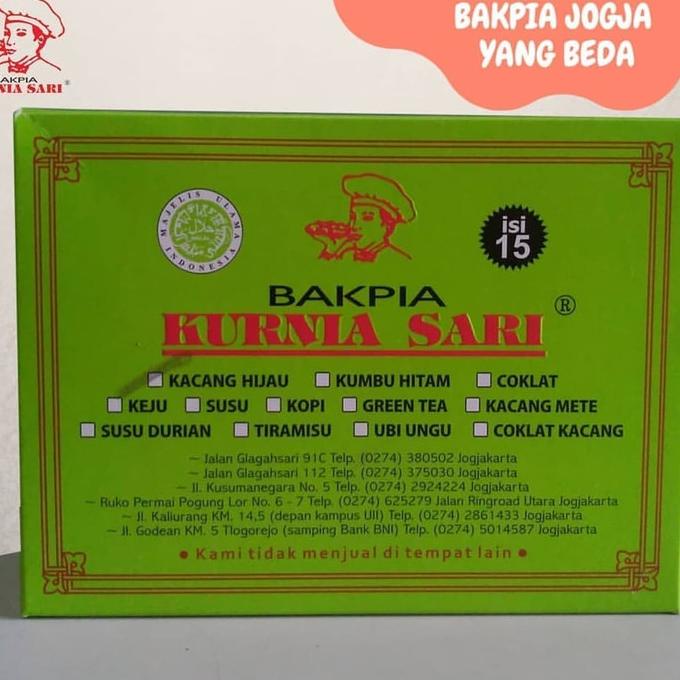 BAKPIA JOGJA
YANG BEDA
BAKPIA
KURNIA SARI ®
MAJELIS ULAMA INDONESIA
حلال
isi
15
BAKPIA
KURNIA SARI ®
KACANG HIJAU KUMBU HITAM COKLAT
KEJU SUSU KOPI GREEN TEA KACANG METE
SUSU DURIAN TIRAMISU UBI UNGU COKLAT KACANG
~ Jalan Glagahsari 91C Telp. (0274) 380502 Jogjakarta
~ Jalan Glagahsari 112 Telp. (0274) 375030 Jogjakarta
~ Jl. Kusumanegara No. 5 Telp. (0274) 2924224 Jogjakarta
~ Ruko Permai Pogung Lor No. 6 - 7 Telp. (0274) 625279 Jalan Ringroad Utara Jogjakarta
~ Jl. Kaliurang KM. 14,5 (depan kampus UII) Telp. (0274) 2861433 Jogjakarta
~ Jl. Godean KM. 5 Tlogorejo (samping Bank BNI) Telp. (0274) 5014587 Jogjakarta
• Kami tidak menjual di tempat lain •